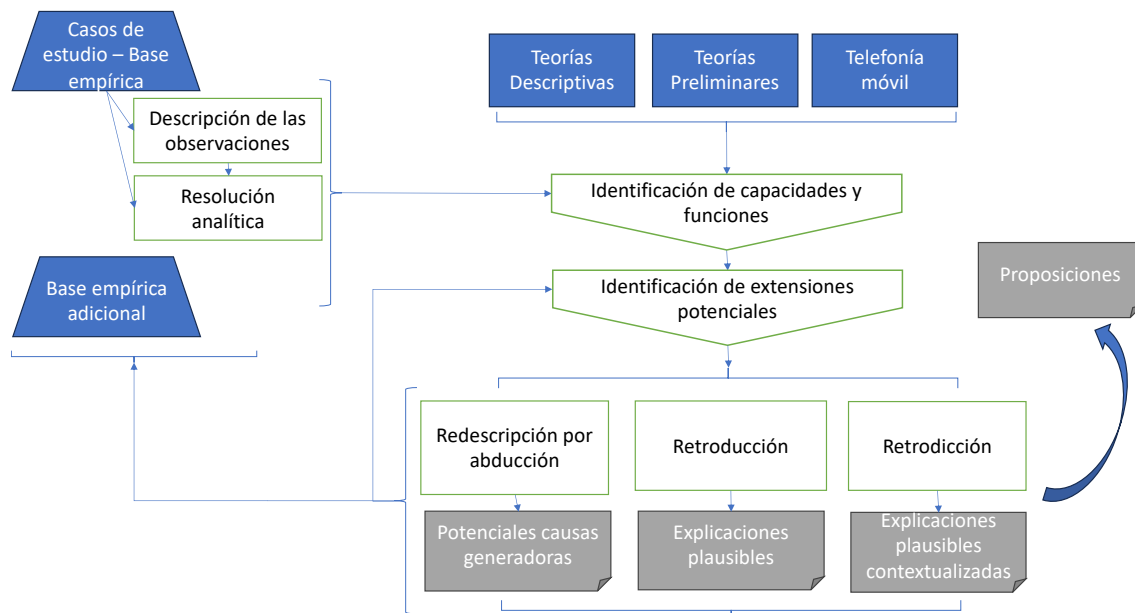 Casos de
estudio – Base
empírica
Teorías
Descriptivas
Teorías
Preliminares
Telefonía
móvil
Descripción de las
observaciones
Resolución
analítica
Identificación de capacidades y
funciones
Base empírica
adicional
Identificación de extensiones
potenciales
Proposiciones
Redescripción por
abducción
Retroducción
Retrodicción
Potenciales causas
generadoras
Explicaciones
plausibles
Explicaciones
plausibles
contextualizadas